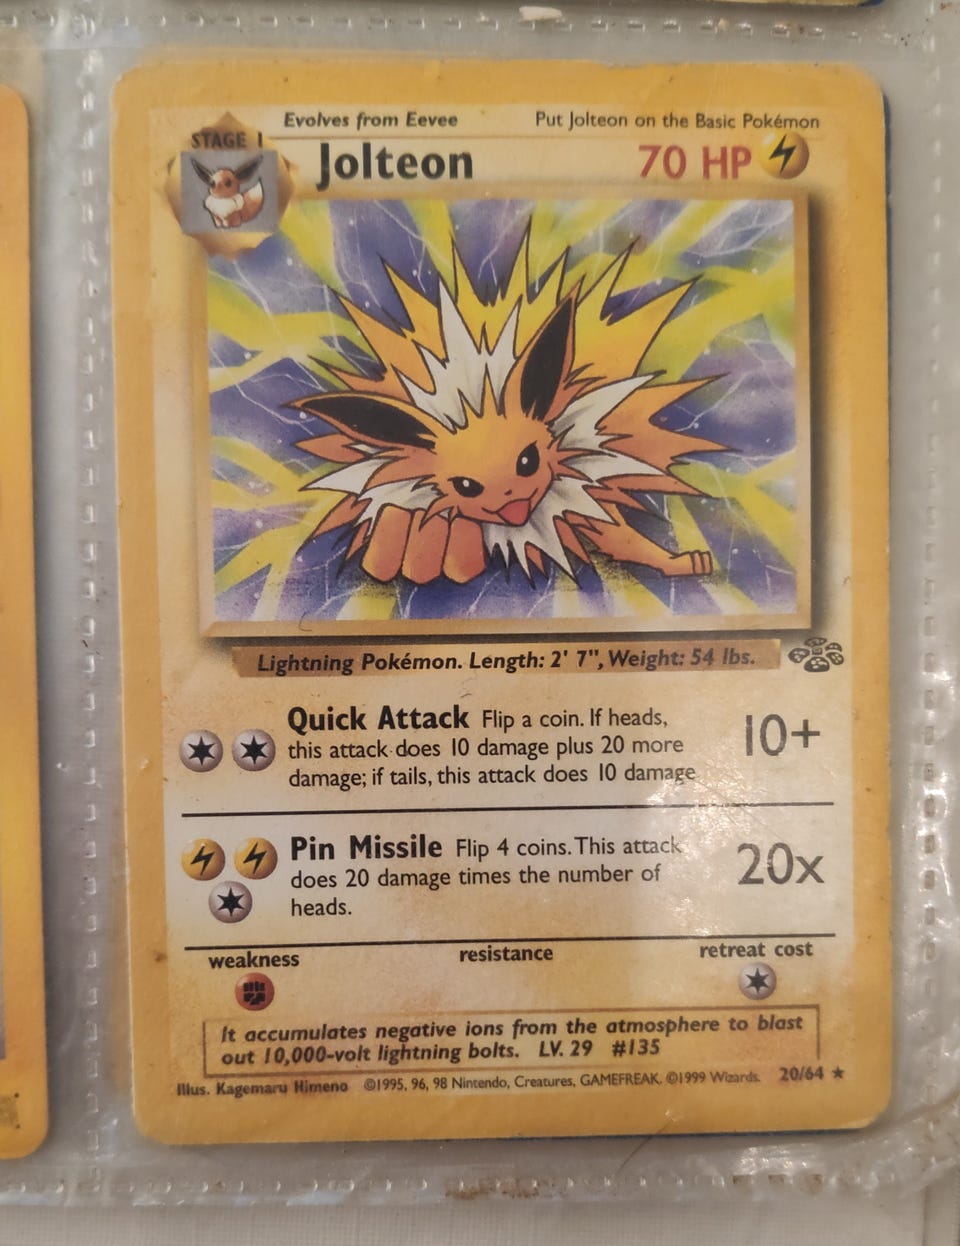 Evolves from Eevee Put Jolteon on the Basic Pokémon
STAGE 1
Jolteon 70 HP
Lightning Pokémon. Length: 2' 7", Weight: 54 lbs.
Quick Attack Flip a coin. If heads,
this attack does 10 damage plus 20 more
damage; if tails, this attack does 10 damage
10+
Pin Missile Flip 4 coins. This attack
does 20 damage times the number of
heads.
20x
weakness resistance retreat cost
It accumulates negative ions from the atmosphere to blast
out 10,000-volt lightning bolts. LV. 29 #135
Illus. Kagemaru Himeno ©1995, 96, 98 Nintendo, Creatures, GAMEFREAK. ©1999 Wizards. 20/64 ★